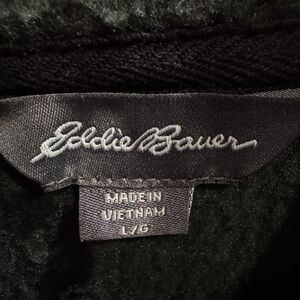 Eddie Bauer
MADE IN
VIETNAM
L/G